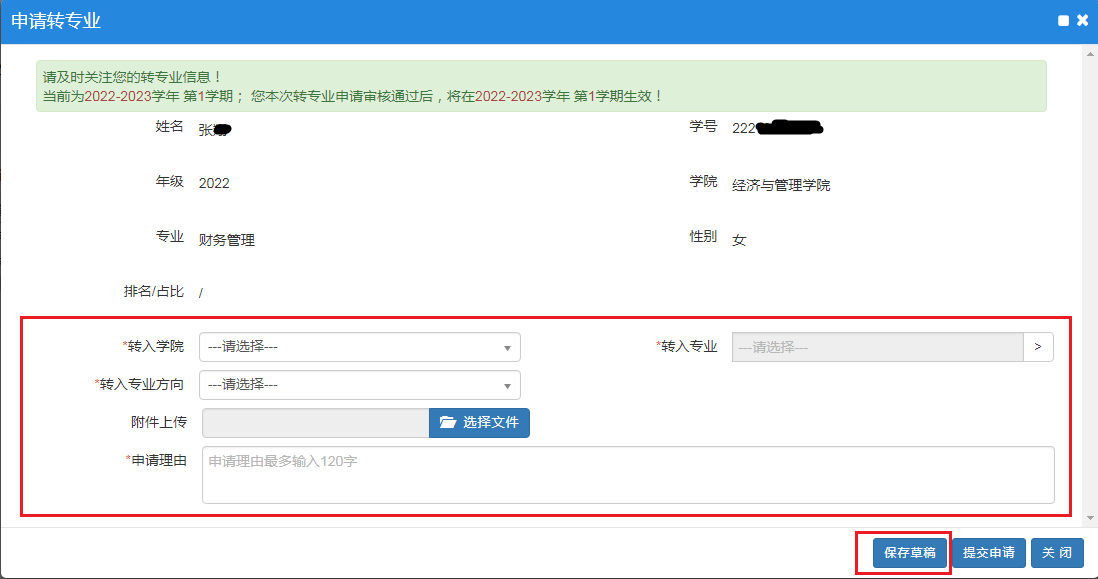 申请转专业
请及时关注您的转专业信息！
当前为2022-2023学年 第1学期； 您本次转专业申请审核通过后，将在2022-2023学年 第1学期生效！
姓名 张 学号 222
年级 2022 学院 经济与管理学院
专业 财务管理 性别 女
排名/占比 /
*转入学院 ---请选择--- *转入专业 ---请选择--- >
*转入专业方向 ---请选择---
附件上传 选择文件
*申请理由 申请理由最多输入120字
保存草稿 提交申请 关 闭